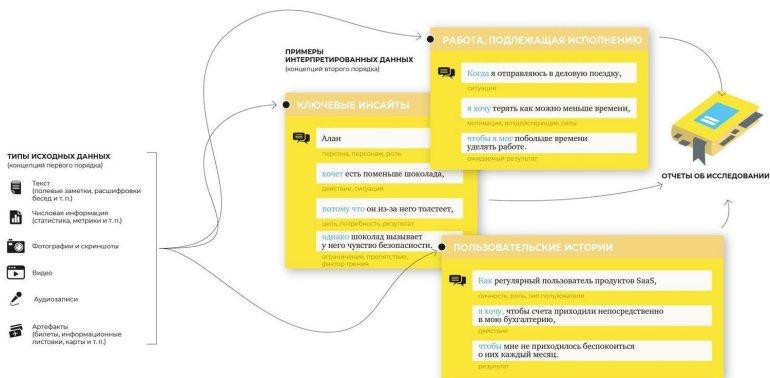 ТИПЫ ИСХОДНЫХ ДАННЫХ
(концепций первого порядка)
Текст
(полевые заметки, расшифровки
бесед и т. п.)
Числовая информация
(статистика, метрики и т. п.)
Фотографии и скриншоты
Видео
Аудиозаписи
Артефакты
(билеты, информационные
листовки, карты и т. п.)
ПРИМЕРЫ
ИНТЕРПРЕТИРОВАННЫХ ДАННЫХ
(концепций второго порядка)
КЛЮЧЕВЫЕ ИНСАЙТЫ
Алан
персона, персонаж, роль
хочет есть поменьше шоколада,
действие, ситуация
потому что он из-за него толстеет,
цель, потребность, результат
однако шоколад вызывает
у него чувство безопасности.
ограничение, препятствие,
фактор трения
РАБОТА, ПОДЛЕЖАЩАЯ ИСПОЛНЕНИЮ
Когда я отправляюсь в деловую поездку,
ситуация
я хочу терять как можно меньше времени,
мотивация, воздействующие силы
чтобы я мог побольше времени
уделять работе.
ожидаемый результат
ПОЛЬЗОВАТЕЛЬСКИЕ ИСТОРИИ
Как регулярный пользователь продуктов SaaS,
личность, роль, тип пользователя
я хочу, чтобы счета приходили непосредственно
в мою бухгалтерию,
действие
чтобы мне не приходилось беспокоиться
о них каждый месяц.
результат
ОТЧЕТЫ ОБ ИССЛЕДОВАНИИ